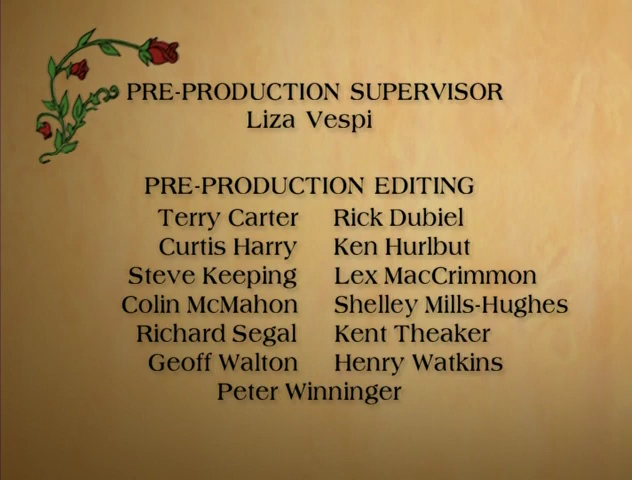 PRE-PRODUCTION SUPERVISOR
Liza Vespi
PRE-PRODUCTION EDITING
Terry Carter Rick Dubiel
Curtis Harry Ken Hurlbut
Steve Keeping Lex MacCrimmon
Colin McMahon Shelley Mills-Hughes
Richard Segal Kent Theaker
Geoff Walton Henry Watkins
Peter Winninger